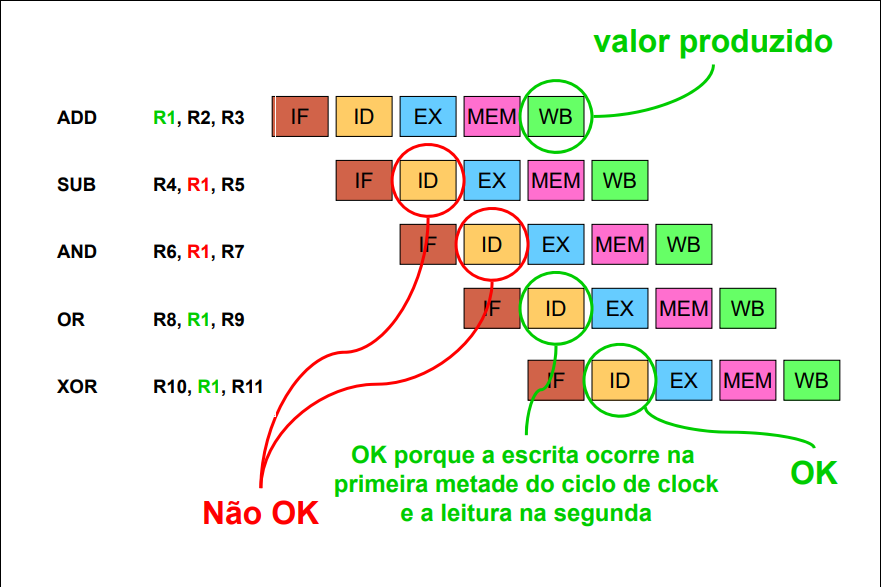 valor produzido
ADD R1, R2, R3 IF ID EX MEM WB
SUB R4, R1, R5 IF ID EX MEM WB
AND R6, R1, R7 IF ID EX MEM WB
OR R8, R1, R9 IF ID EX MEM WB
XOR R10, R1, R11 IF ID EX MEM WB
Não OK
OK porque a escrita ocorre na
primeira metade do ciclo de clock
e a leitura na segunda
OK